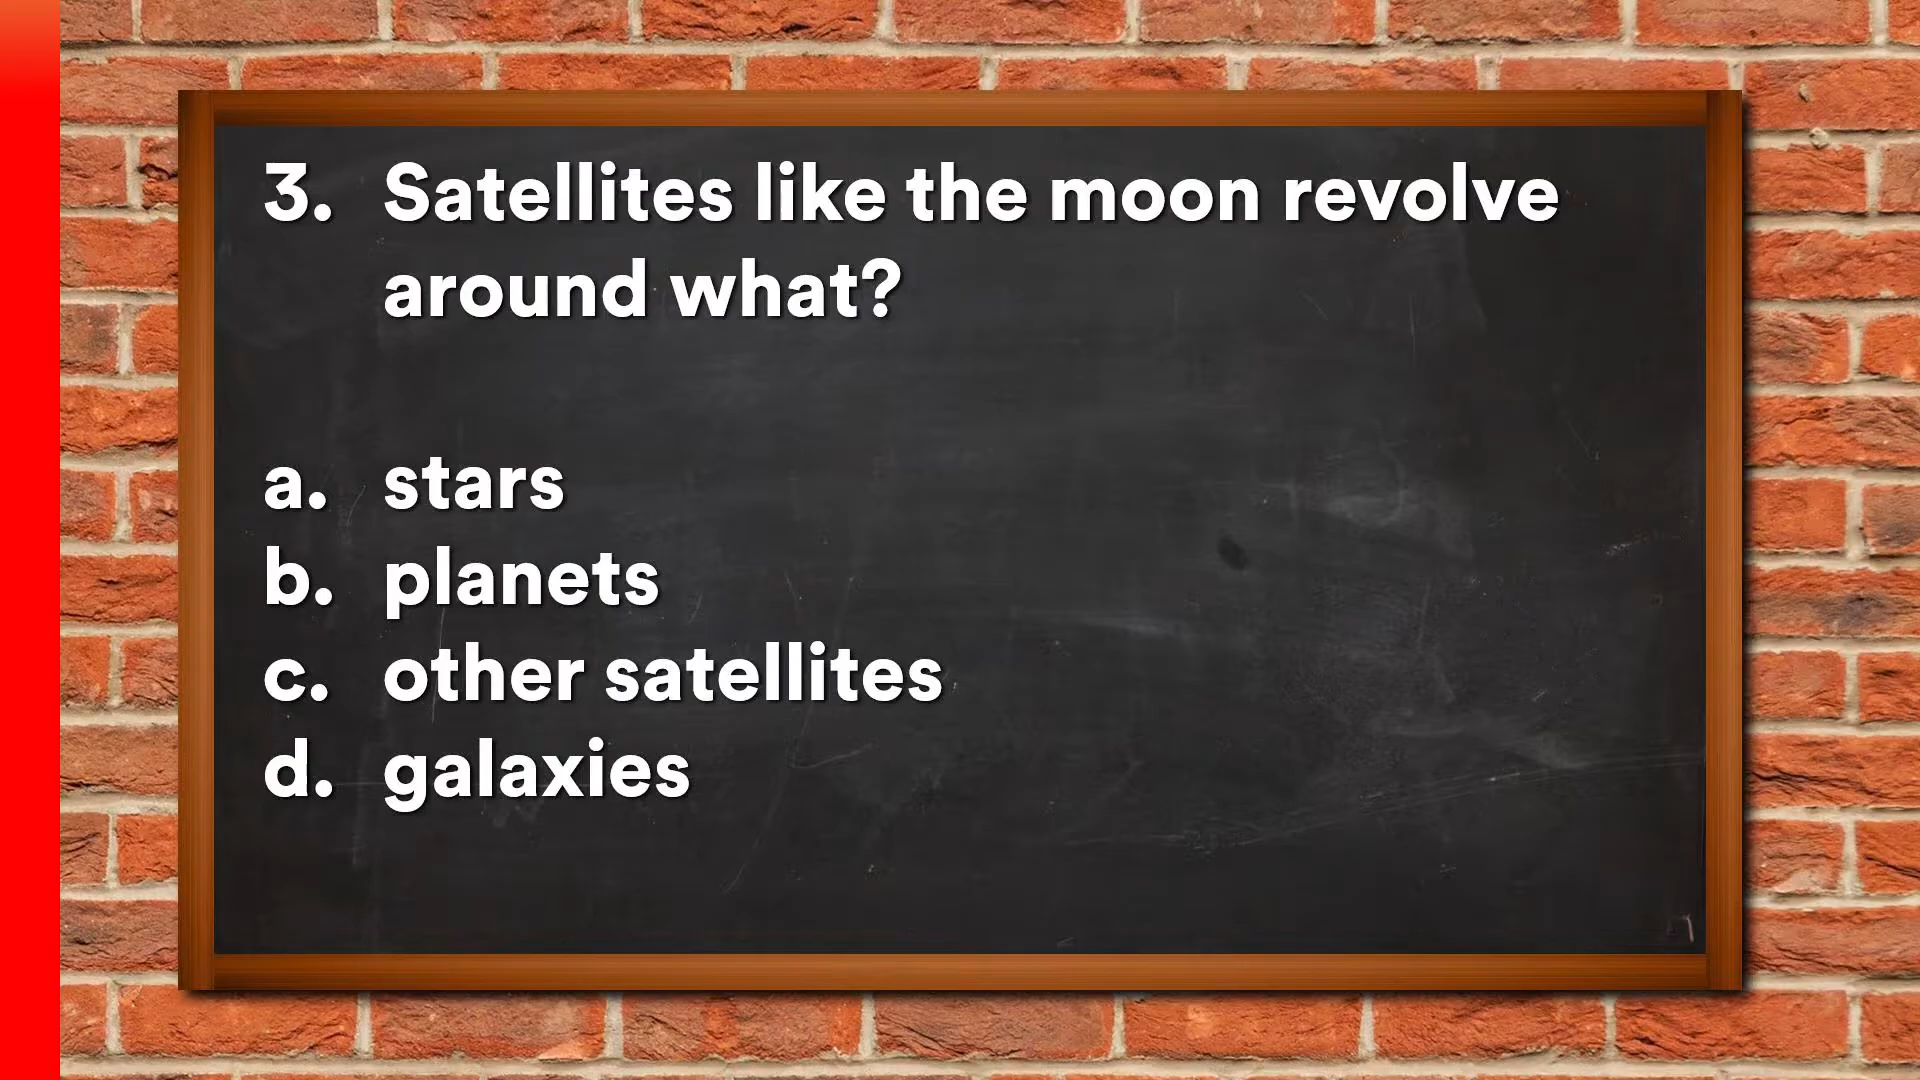 3. Satellites like the moon revolve
around what?
a. stars
b. planets
c. other satellites
d. galaxies